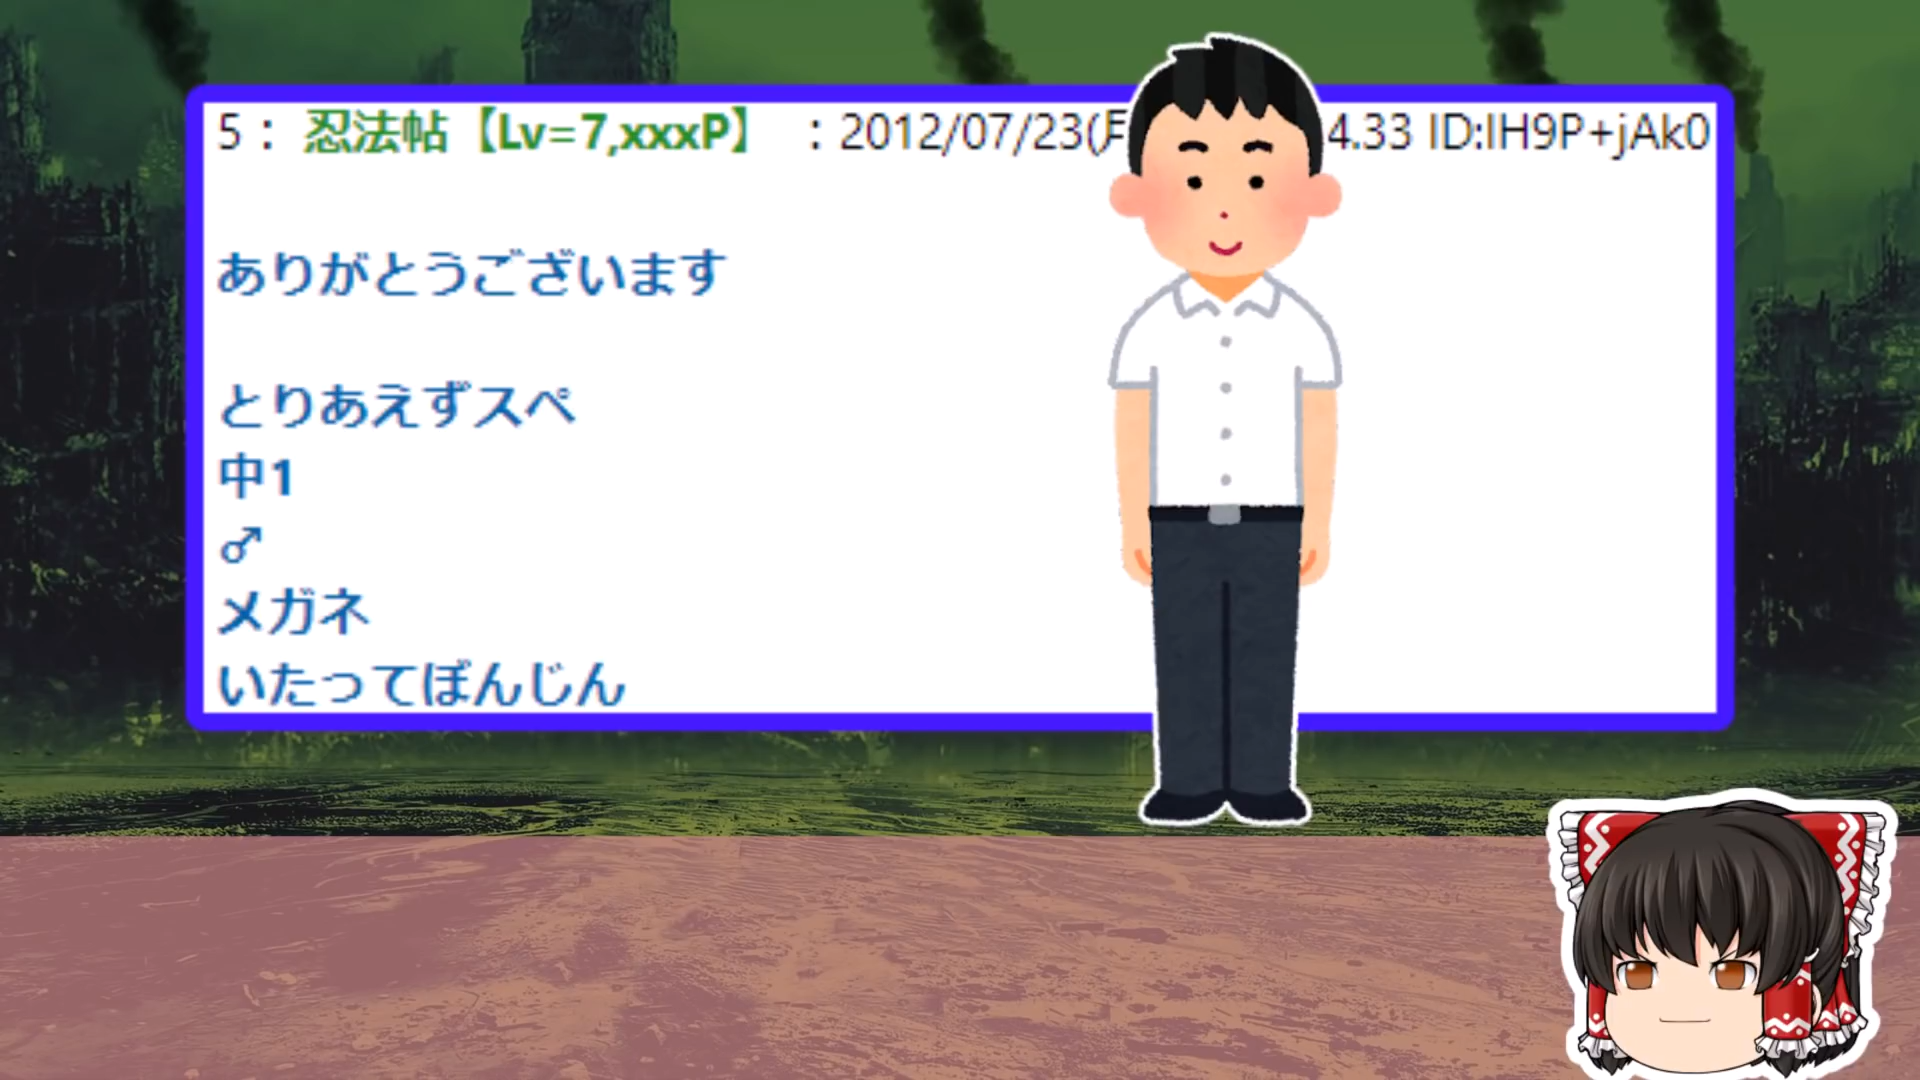 5： 忍法帖【Lv=7,xxxP】 ：2012/07/23( 4.33 ID:lH9P+jAk0
ありがとうございます
とりあえずスペ
中1
♂
メガネ
いたってぼんじん